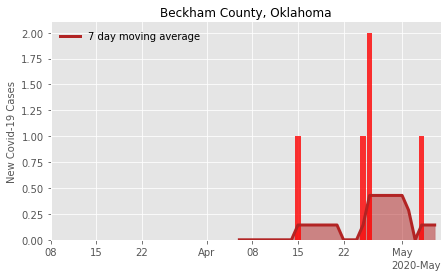 Beckham County, Oklahoma
7 day moving average
New Covid-19 Cases
2.00
1.75
1.50
1.25
1.00
0.75
0.50
0.25
0.00
08 15 22 Apr 08 15 22 May
2020-May